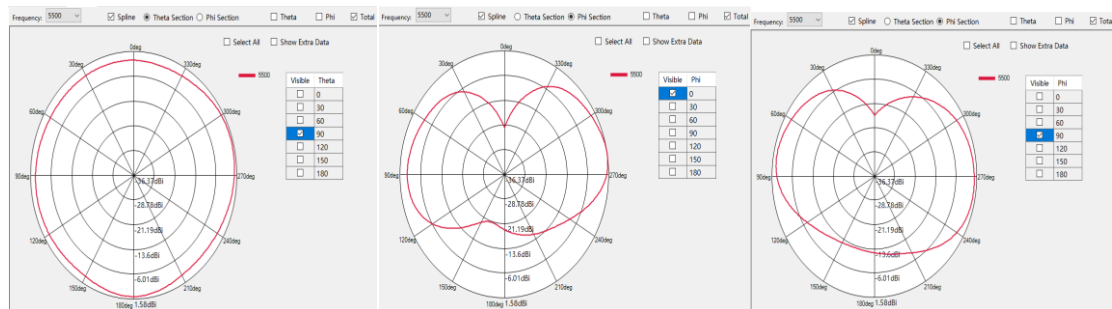 Frequency: 5500 Spline Theta Section Phi Section Theta Phi Total
Select All Show Extra Data
0deg
30deg
330deg
5500
60deg
300deg
90deg
270deg
120deg
240deg
150deg
210deg
180deg
-36.37dBi
-28.78dBi
-21.19dBi
-13.6dBi
-6.01dBi
1.58dBi
Visible Theta
0
30
60
90
120
150
180
Frequency: 5500 Spline Theta Section Phi Section Theta Phi Total
Select All Show Extra Data
0deg
30deg
330deg
5500
60deg
300deg
90deg
270deg
120deg
240deg
150deg
210deg
180deg
-36.37dBi
-28.78dBi
-21.19dBi
-13.6dBi
-6.01dBi
1.58dBi
Visible Phi
0
30
60
90
120
150
180
Frequency: 5500 Spline Theta Section Phi Section Theta Phi Total
Select All Show Extra Data
0deg
30deg
330deg
5500
60deg
300deg
90deg
270deg
120deg
240deg
150deg
210deg
180deg
-36.37dBi
-28.78dBi
-21.19dBi
-13.6dBi
-6.01dBi
1.58dBi
Visible Phi
0
30
60
90
120
150
180